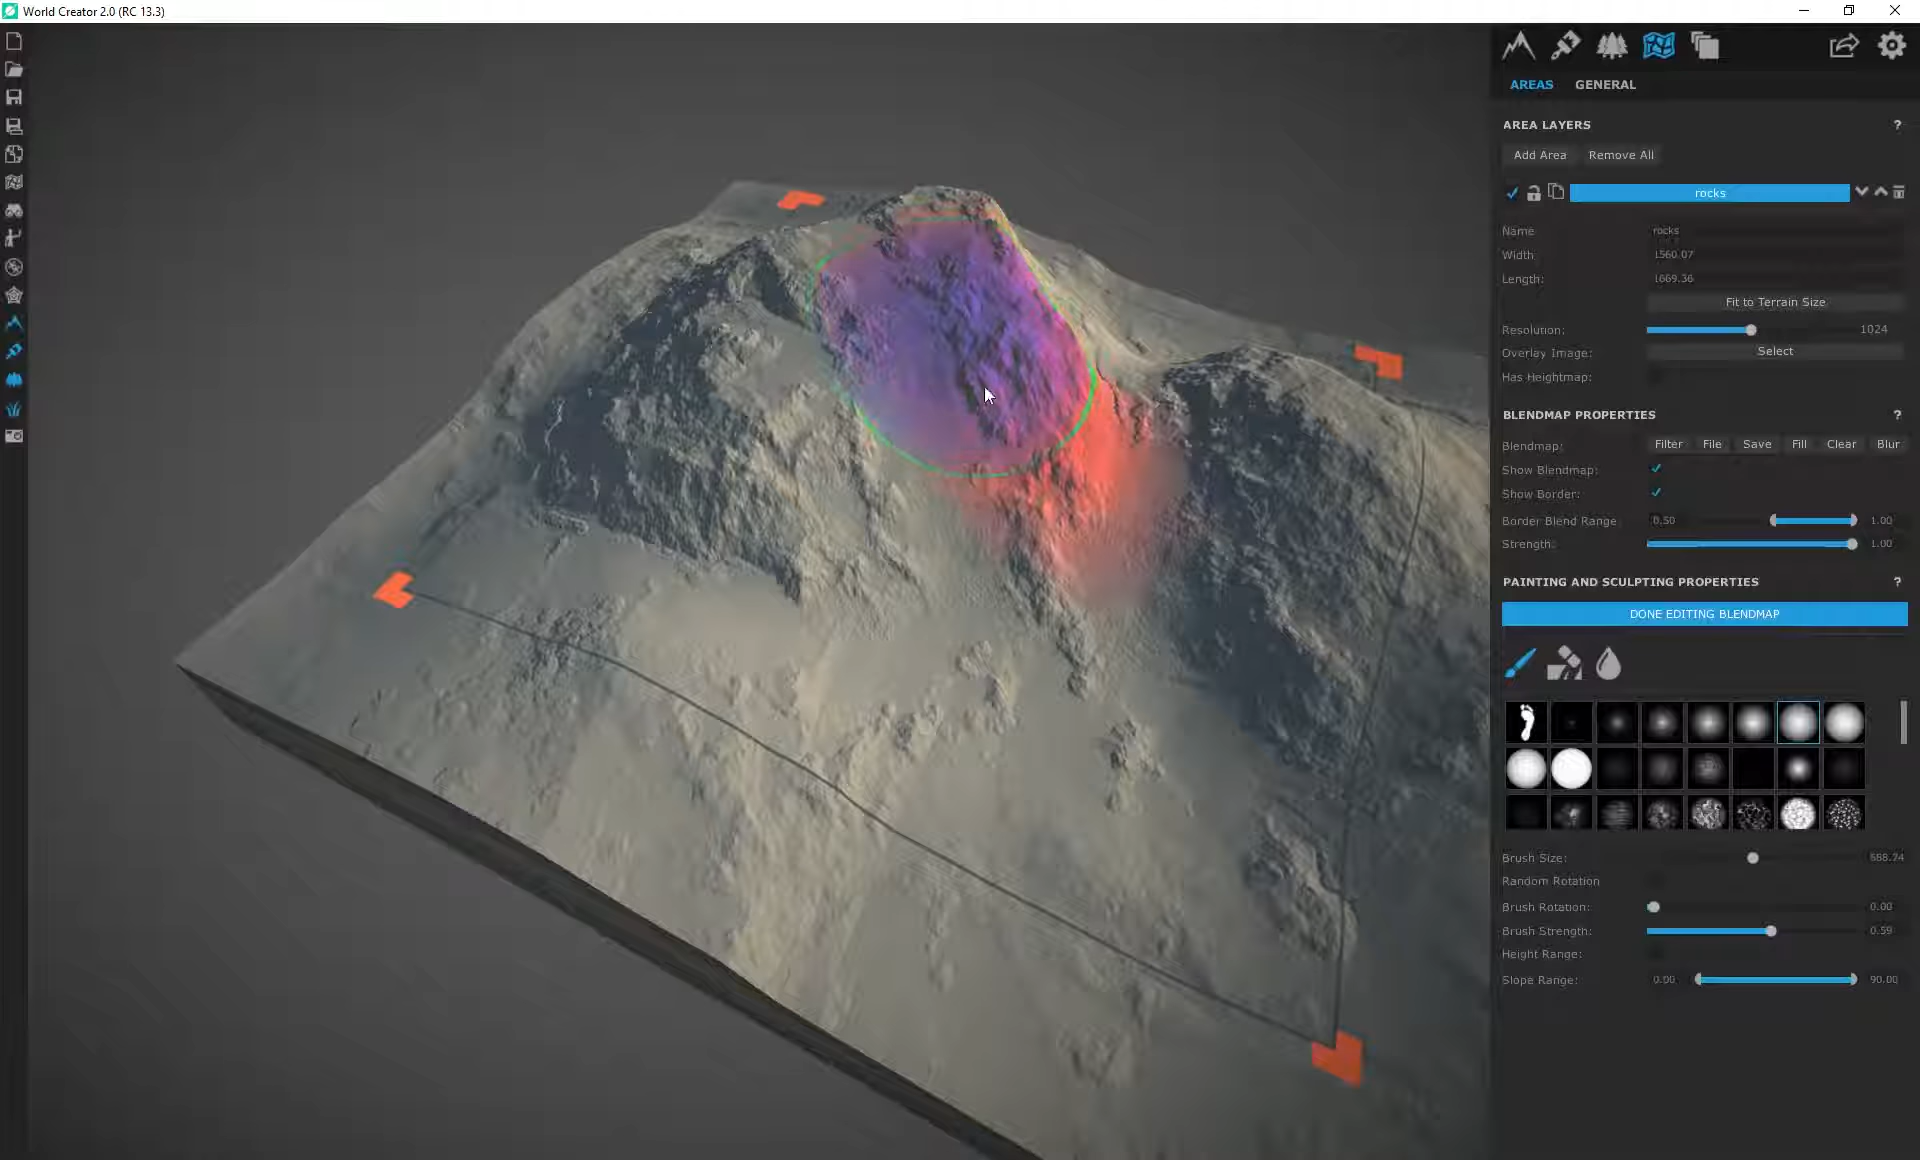 World Creator 2.0 (RC 13.3)
AREAS GENERAL
AREA LAYERS ?
Add Area Remove All
rocks
Name rocks
Width: 1560.07
Length: 1669.36
Fit to Terrain Size
Resolution: 1024
Overlay Image: Select
Has Heightmap:
BLENDMAP PROPERTIES ?
Blendmap: Filter File Save Fill Clear Blur
Show Blendmap:
Show Border:
Border Blend Range 0.50 1.00
Strength: 1.00
PAINTING AND SCULPTING PROPERTIES ?
DONE EDITING BLENDMAP
Brush Size: 688.24
Random Rotation
Brush Rotation: 0.00
Brush Strength: 0.59
Height Range:
Slope Range: 0.00 90.00